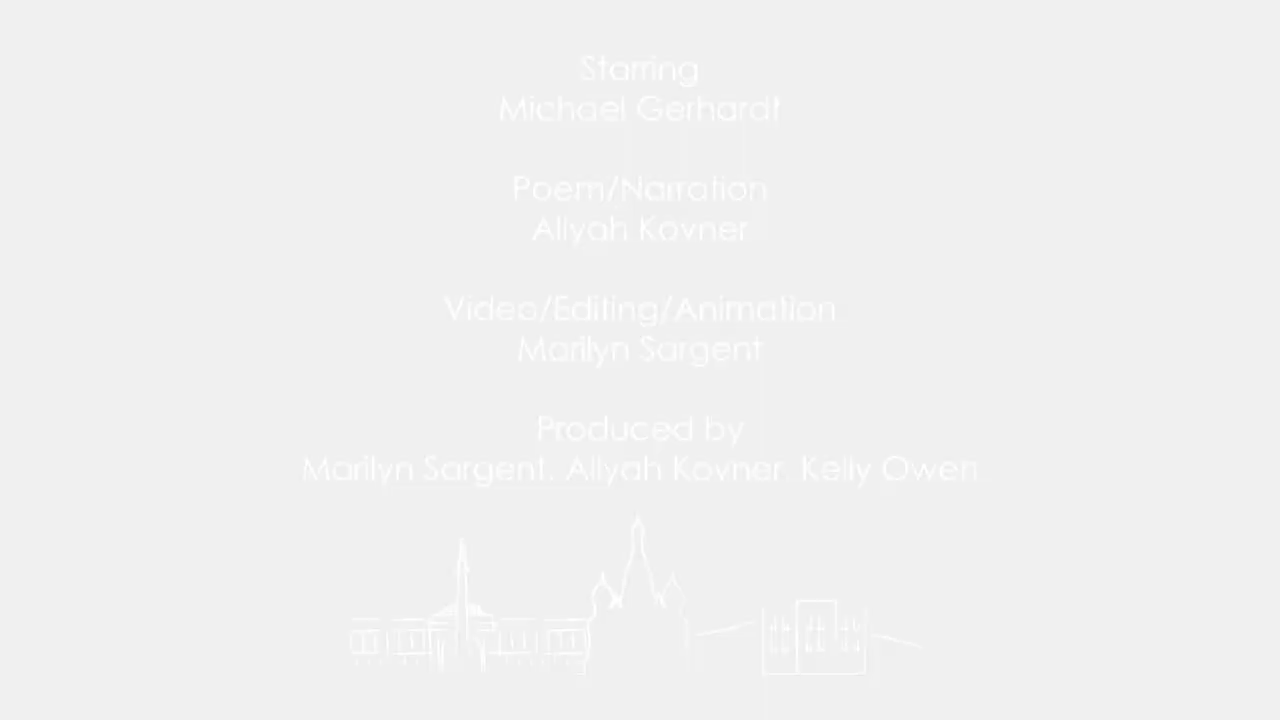 Starring
Michael Gerhardt
Poem/Narration
Aliyah Kovner
Video/Editing/Animation
Marilyn Sargent
Produced by
Marilyn Sargent, Aliyah Kovner, Kelly Owen